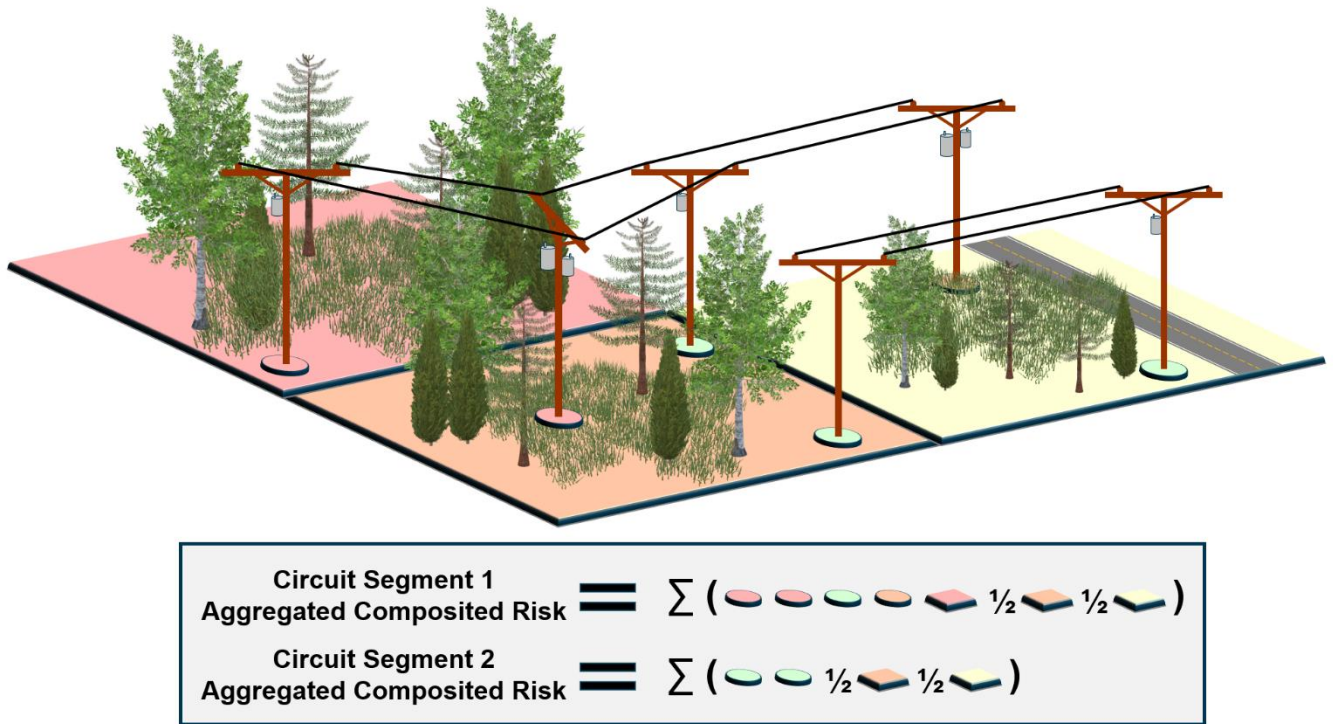 Circuit Segment 1
Aggregated Composited Risk = ∑ ( ½ ½ )
Circuit Segment 2
Aggregated Composited Risk = ∑ ( ½ ½ )